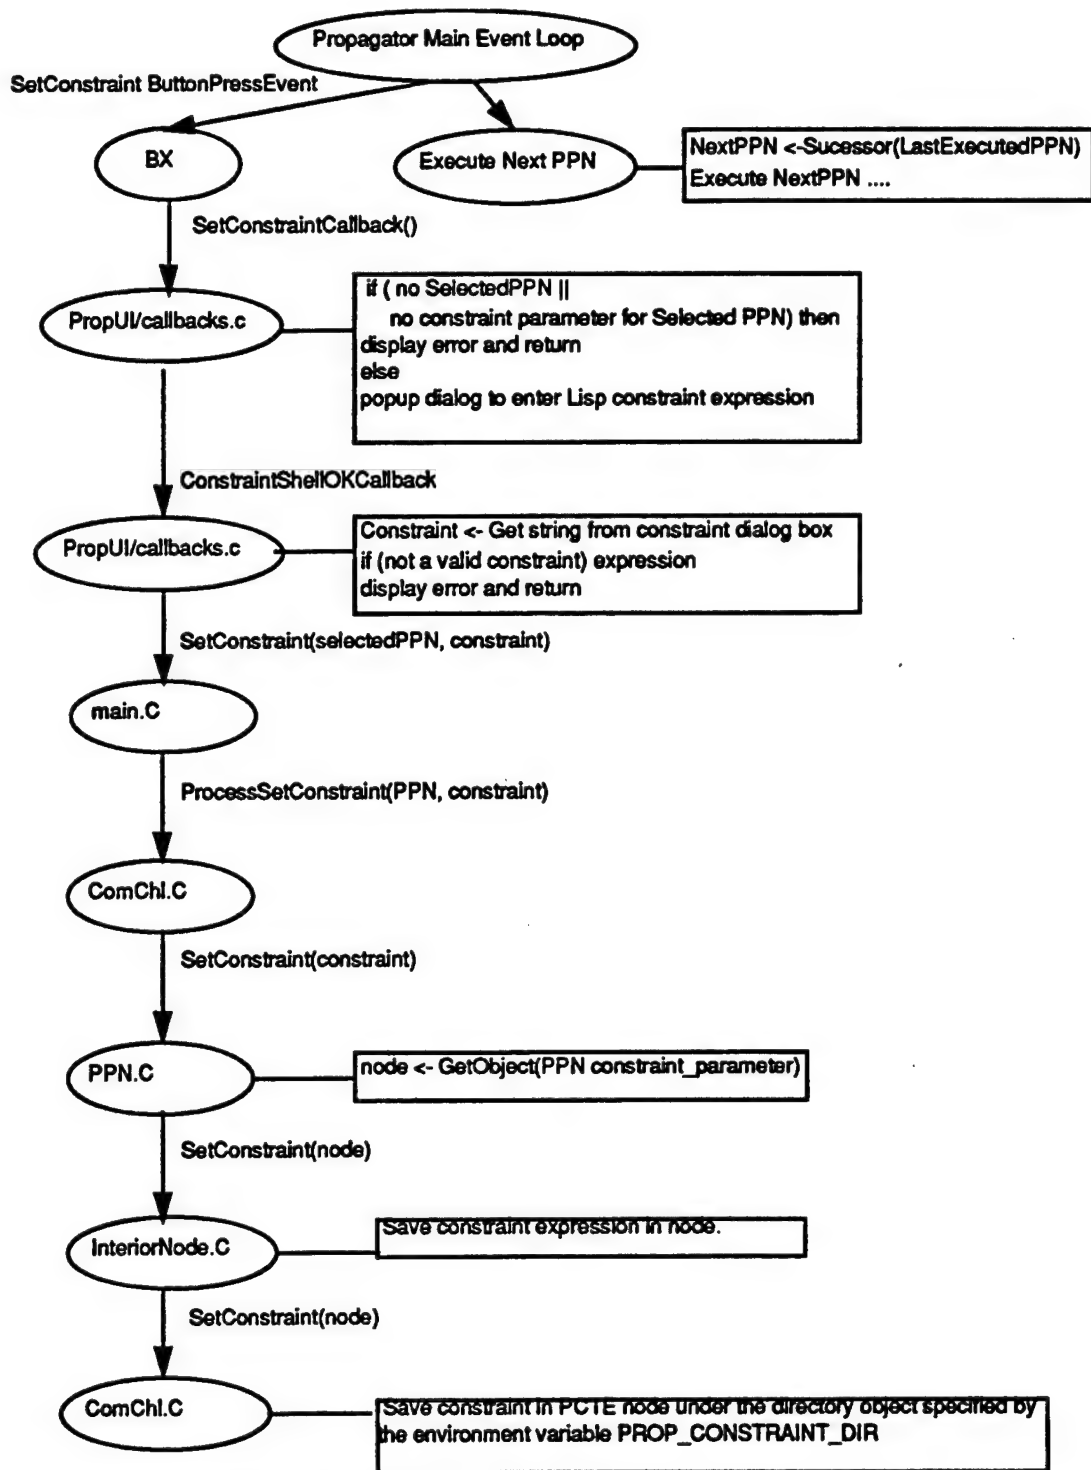 Propagator Main Event Loop
SetConstraint ButtonPressEvent
BX
Execute Next PPN
NextPPN <-Sucessor(LastExecutedPPN)
Execute NextPPN ....
SetConstraintCallback()
PropUI/callbacks.c
if ( no SelectedPPN ||
no constraint parameter for Selected PPN) then
display error and return
else
popup dialog to enter Lisp constraint expression
ConstraintShellOKCallback
PropUI/callbacks.c
Constraint <- Get string from constraint dialog box
if (not a valid constraint) expression
display error and return
SetConstraint(selectedPPN, constraint)
main.C
ProcessSetConstraint(PPN, constraint)
ComChl.C
SetConstraint(constraint)
PPN.C
node <- GetObject(PPN constraint_parameter)
SetConstraint(node)
InteriorNode.C
Save constraint expression in node.
SetConstraint(node)
ComChl.C
Save constraint in PCTE node under the directory object specified by
the environment variable PROP_CONSTRAINT_DIR